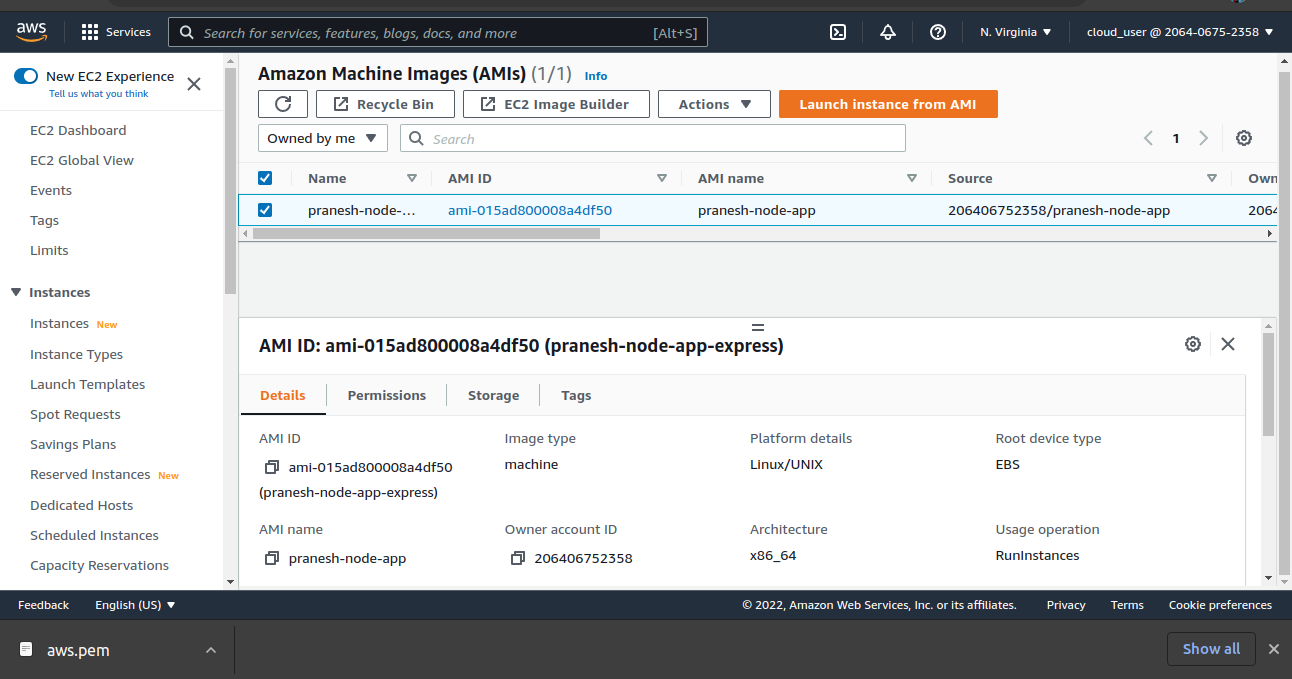 aws
Services
Search for services, features, blogs, docs, and more
[Alt+S]
N. Virginia
cloud_user @ 2064-0675-2358
New EC2 Experience
Tell us what you think
EC2 Dashboard
EC2 Global View
Events
Tags
Limits
Instances
Instances New
Instance Types
Launch Templates
Spot Requests
Savings Plans
Reserved Instances New
Dedicated Hosts
Scheduled Instances
Capacity Reservations
Amazon Machine Images (AMIs) (1/1) Info
Recycle Bin
EC2 Image Builder
Actions
Launch instance from AMI
Owned by me
Search
1
Name
AMI ID
AMI name
Source
Own
pranesh-node-...
ami-015ad800008a4df50
pranesh-node-app
206406752358/pranesh-node-app
2064
AMI ID: ami-015ad800008a4df50 (pranesh-node-app-express)
Details
Permissions
Storage
Tags
AMI ID
Image type
Platform details
Root device type
ami-015ad800008a4df50
(pranesh-node-app-express)
machine
Linux/UNIX
EBS
AMI name
Owner account ID
Architecture
Usage operation
pranesh-node-app
206406752358
x86_64
RunInstances
Feedback
English (US)
© 2022, Amazon Web Services, Inc. or its affiliates.
Privacy
Terms
Cookie preferences
aws.pem
Show all